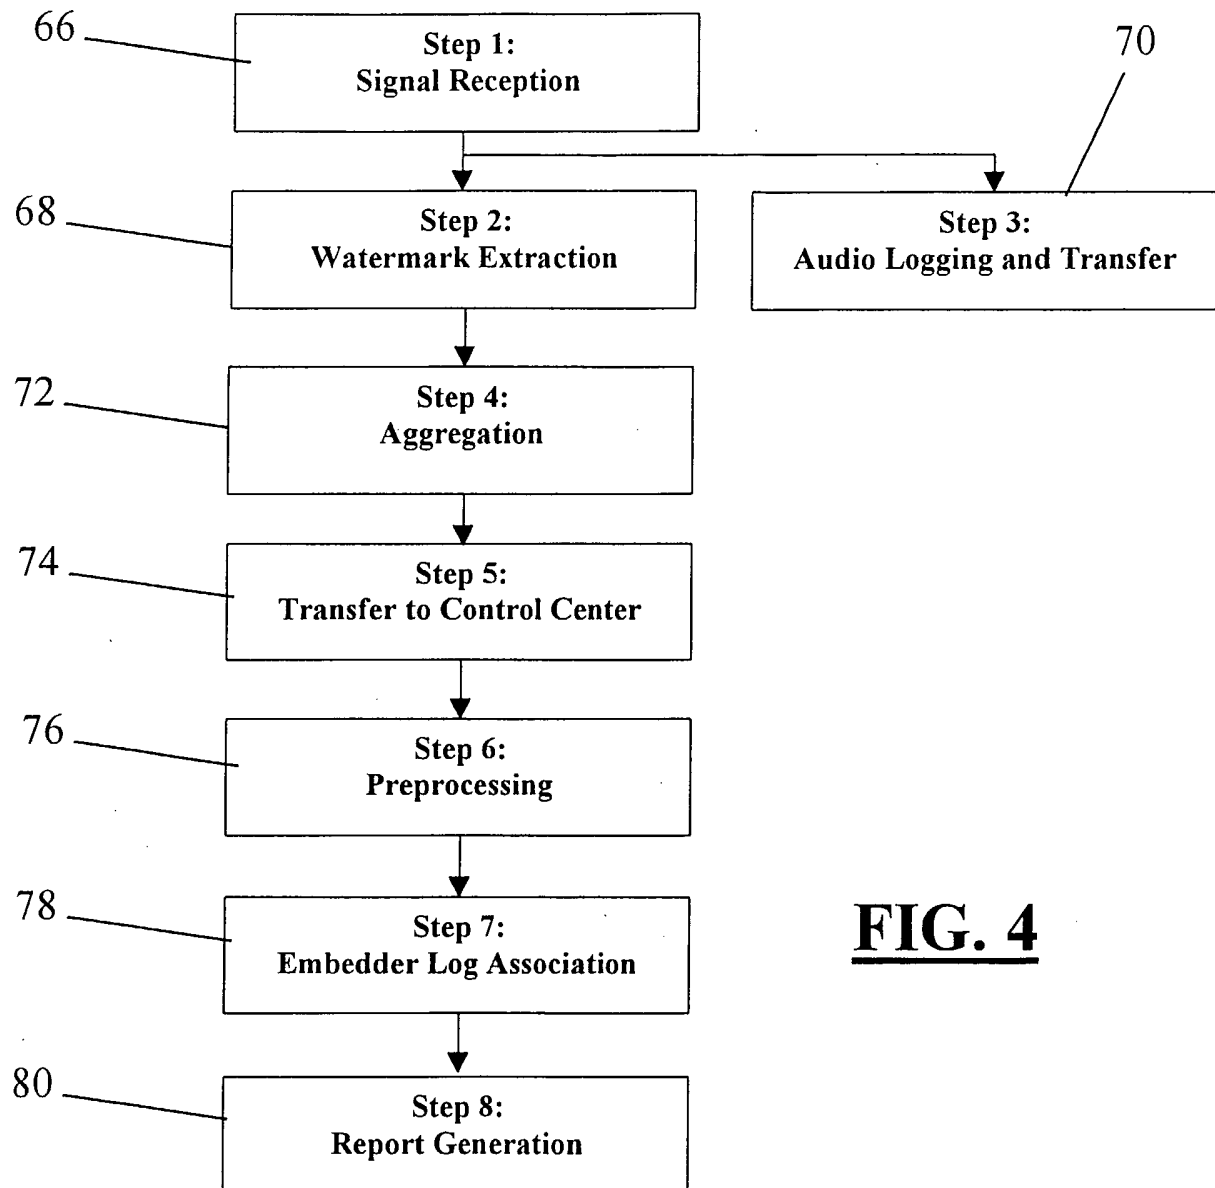 66
Step 1:
Signal Reception
70
68
Step 2:
Watermark Extraction
Step 3:
Audio Logging and Transfer
72
Step 4:
Aggregation
74
Step 5:
Transfer to Control Center
76
Step 6:
Preprocessing
78
Step 7:
Embedder Log Association
FIG. 4
80
Step 8:
Report Generation